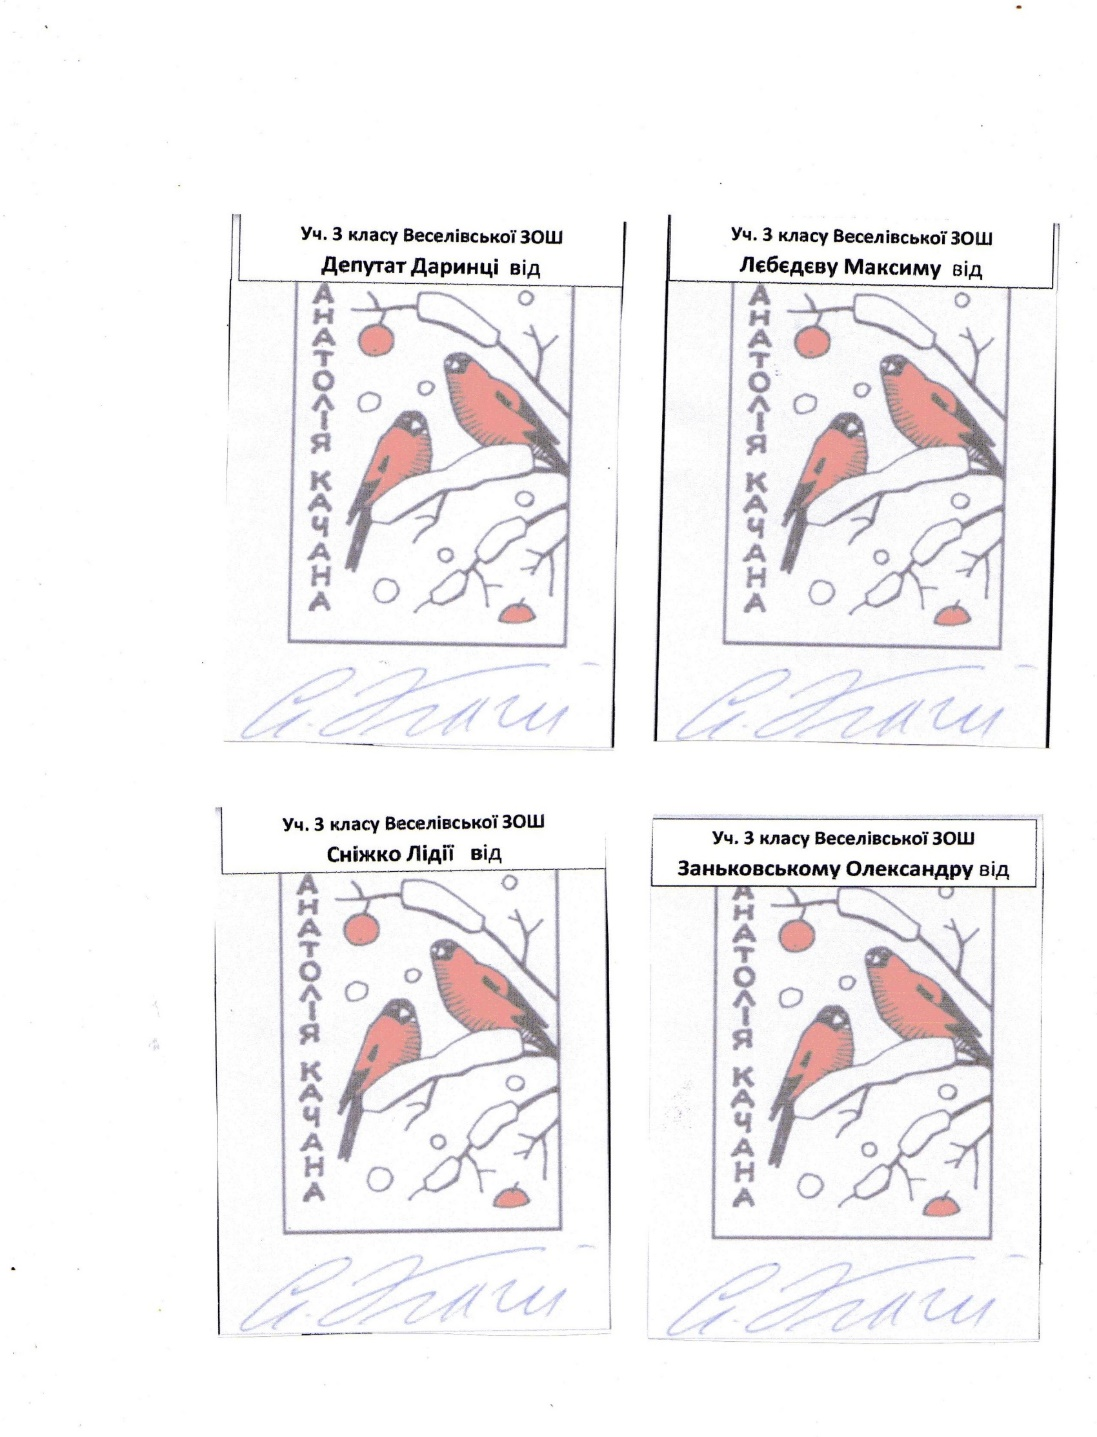 Уч. 3 класу Веселівської ЗОШ
Депутат Даринці від
АНАТОЛІЯ КАЧАНА
Уч. 3 класу Веселівської ЗОШ
Лєбєдєву Максиму від
АНАТОЛІЯ КАЧАНА
Уч. 3 класу Веселівської ЗОШ
Сніжко Лідії від
АНАТОЛІЯ КАЧАНА
Уч. 3 класу Веселівської ЗОШ
Заньковському Олександру від
АНАТОЛІЯ КАЧАНА